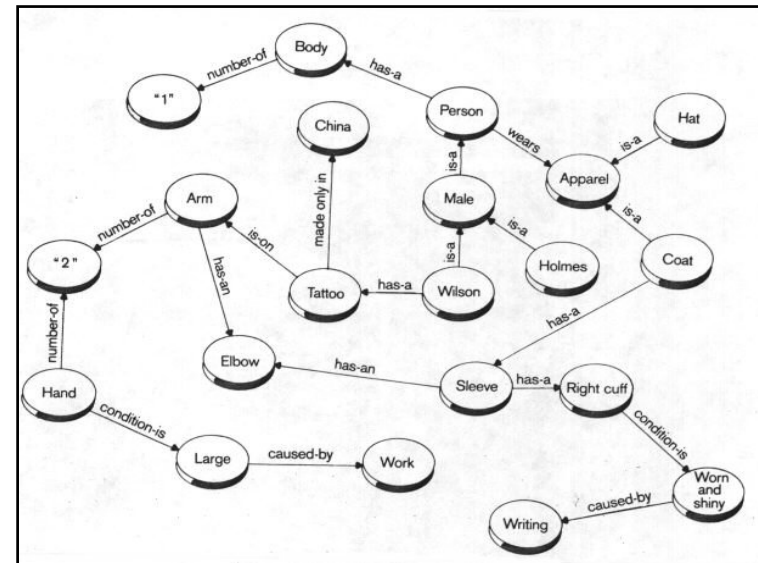 Body
number-of
has-a
"1"
Person
China
Hat
wears
is-a
is-a
Apparel
Arm
Male
number-of
made only in
is-on
is-a
is-a
is-a
"2"
Holmes
Coat
has-an
Tattoo
has-a
Wilson
number-of
has-a
Elbow
has-an
Sleeve
has-a
Right cuff
Hand
condition-is
condition-is
Large
caused-by
Work
Worn
and
shiny
caused-by
Writing